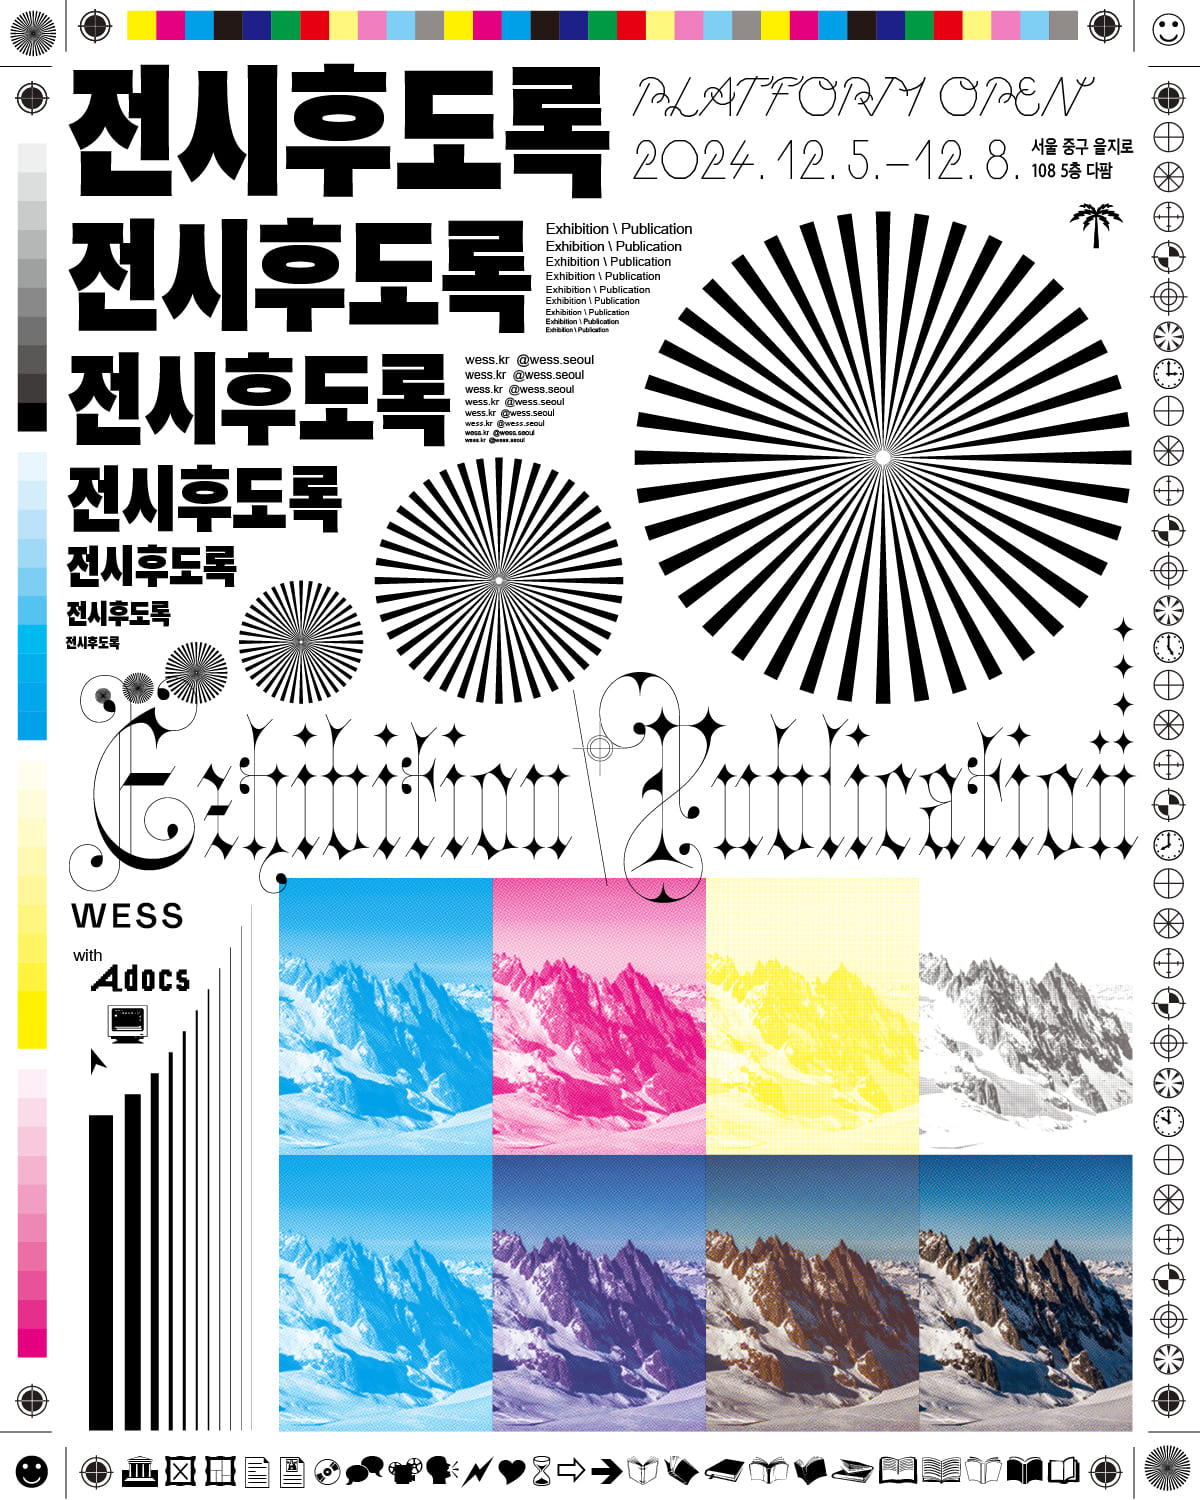 전시후도록
PLATFORM OPEN
2024.12.5.-12.8.
서울 중구 을지로
108 5층 다팜
전시후도록
Exhibition \ Publication
Exhibition \ Publication
Exhibition \ Publication
Exhibition \ Publication
Exhibition \ Publication
Exhibition \ Publication
Exhibition \ Publication
Exhibition \ Publication
Exhibition \ Publication
전시후도록
wess.kr @wess.seoul
wess.kr @wess.seoul
wess.kr @wess.seoul
wess.kr @wess.seoul
wess.kr @wess.seoul
wess.kr @wess.seoul
wess.kr @wess.seoul
wess.kr @wess.seoul
전시후도록
전시후도록
전시후도록
전시후도록
Exhibition \ Publication
WESS
with
Adocs